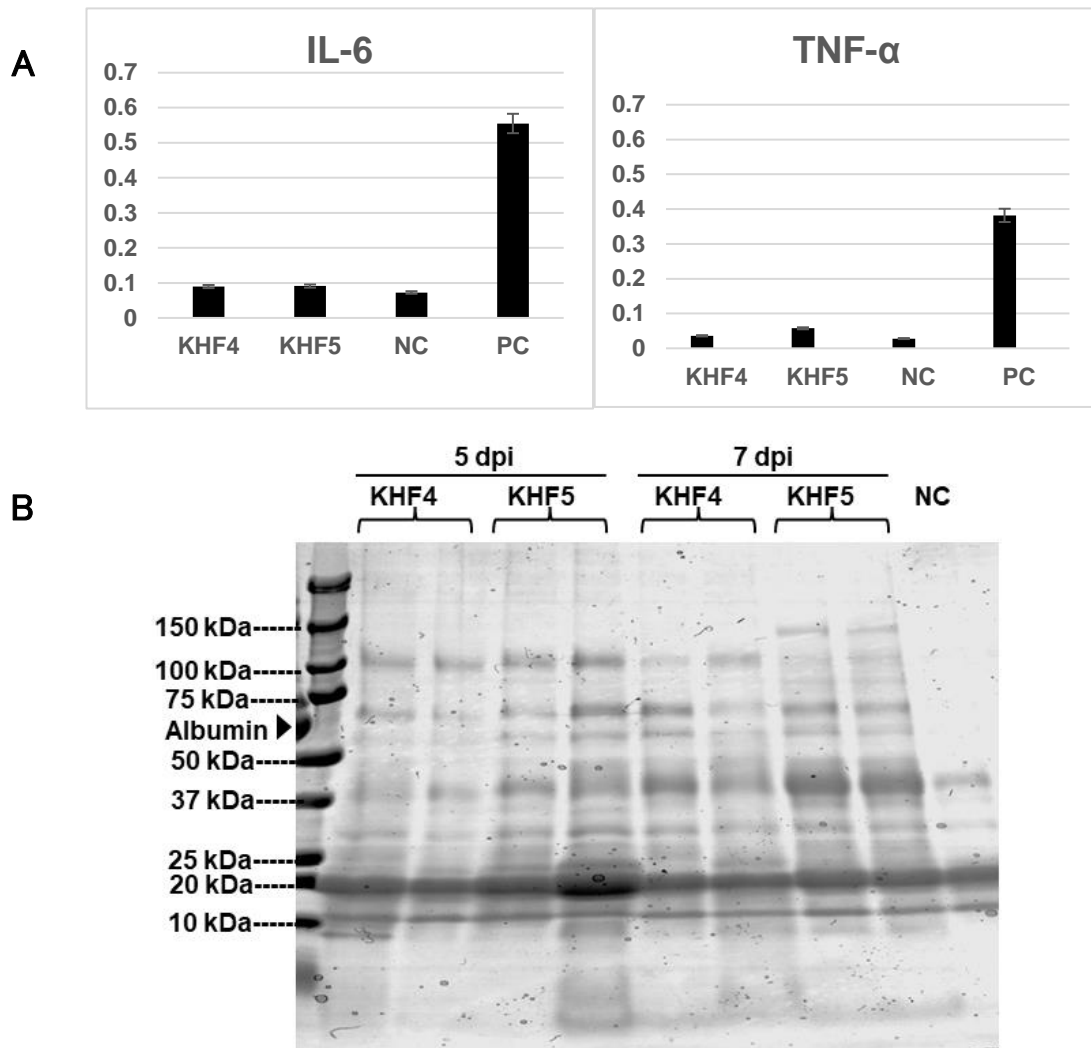 A
IL-6
0.7
0.6
0.5
0.4
0.3
0.2
0.1
0
KHF4 KHF5 NC PC
TNF-α
0.7
0.6
0.5
0.4
0.3
0.2
0.1
0
KHF4 KHF5 NC PC
B
5 dpi 7 dpi
KHF4 KHF5 KHF4 KHF5 NC
150 kDa-----
100 kDa-----
75 kDa-----
Albumin
50 kDa-----
37 kDa-----
25 kDa-----
20 kDa-----
10 kDa-----